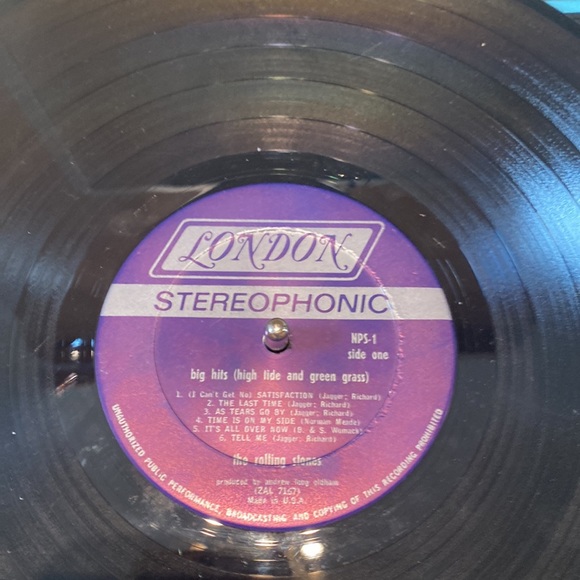 LONDON
STEREOPHONIC
NPS-1
side one
big hits (high tide and green grass)
1. (I Can't Get No) SATISFACTION (Jagger; Richard)
2. THE LAST TIME (Jagger; Richard)
3. AS TEARS GO BY (Jagger; Richard)
4. TIME IS ON MY SIDE (Norman Meade)
5. IT'S ALL OVER NOW (B. & S. Womack)
6. TELL ME (Jagger; Richard)
the rolling stones
produced by andrew loog oldham
(ZAL 7167)
Made in U.S.A.
UNAUTHORIZED PUBLIC PERFORMANCE, BROADCASTING AND COPYING OF THIS RECORDING PROHIBITED